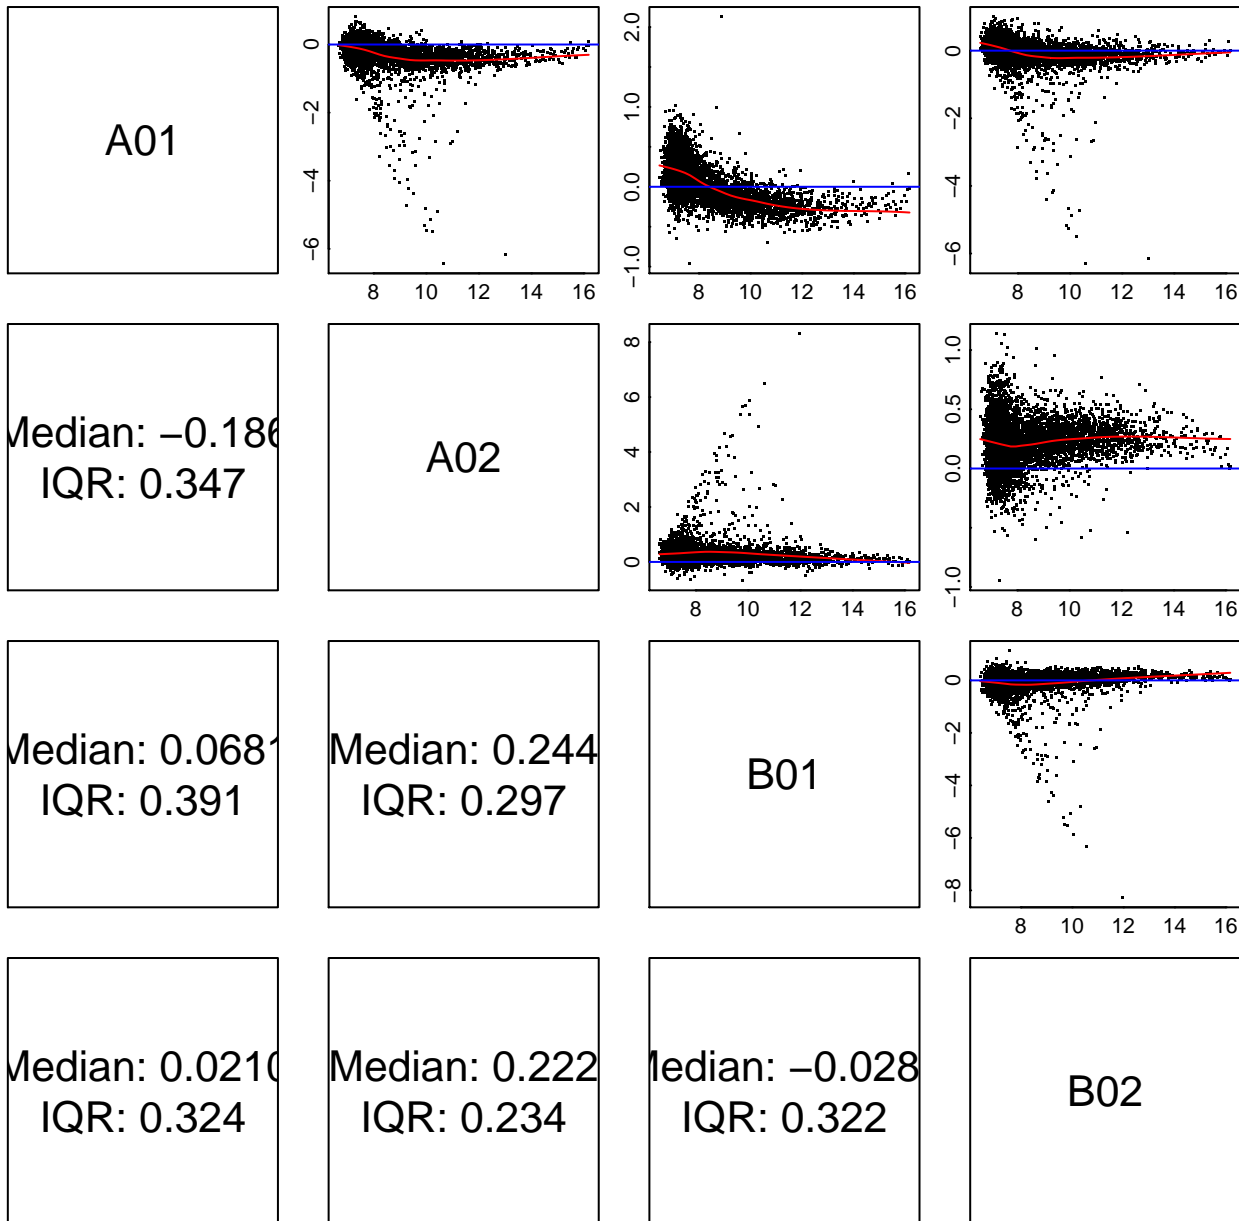 A01
0
−2
−4
−6
8 10 12 14 16
2.0
1.0
0.0
−1.0
8 10 12 14 16
0
−2
−4
−6
8 10 12 14 16
Median: −0.186
IQR: 0.347
A02
8
6
4
2
0
8 10 12 14 16
1.0
0.5
0.0
−1.0
8 10 12 14 16
Median: 0.0681
IQR: 0.391
Median: 0.244
IQR: 0.297
B01
0
−2
−4
−6
−8
8 10 12 14 16
Median: 0.0210
IQR: 0.324
Median: 0.222
IQR: 0.234
Median: −0.028
IQR: 0.322
B02